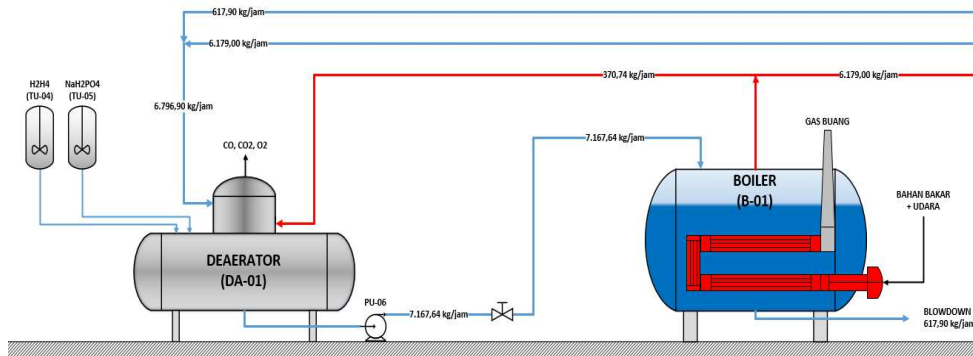 617,90 kg/jam
6.179,00 kg/jam
370,74 kg/jam
6.179,00 kg/jam
H2H4
(TU-04)
NaH2PO4
(TU-05)
6.796,90 kg/jam
GAS BUANG
7.167,64 kg/jam
CO, CO2, O2
BOILER
(B-01)
BAHAN BAKAR
+ UDARA
DEAERATOR
(DA-01)
PU-06
7.167,64 kg/jam
BLOWDOWN
617,90 kg/jam